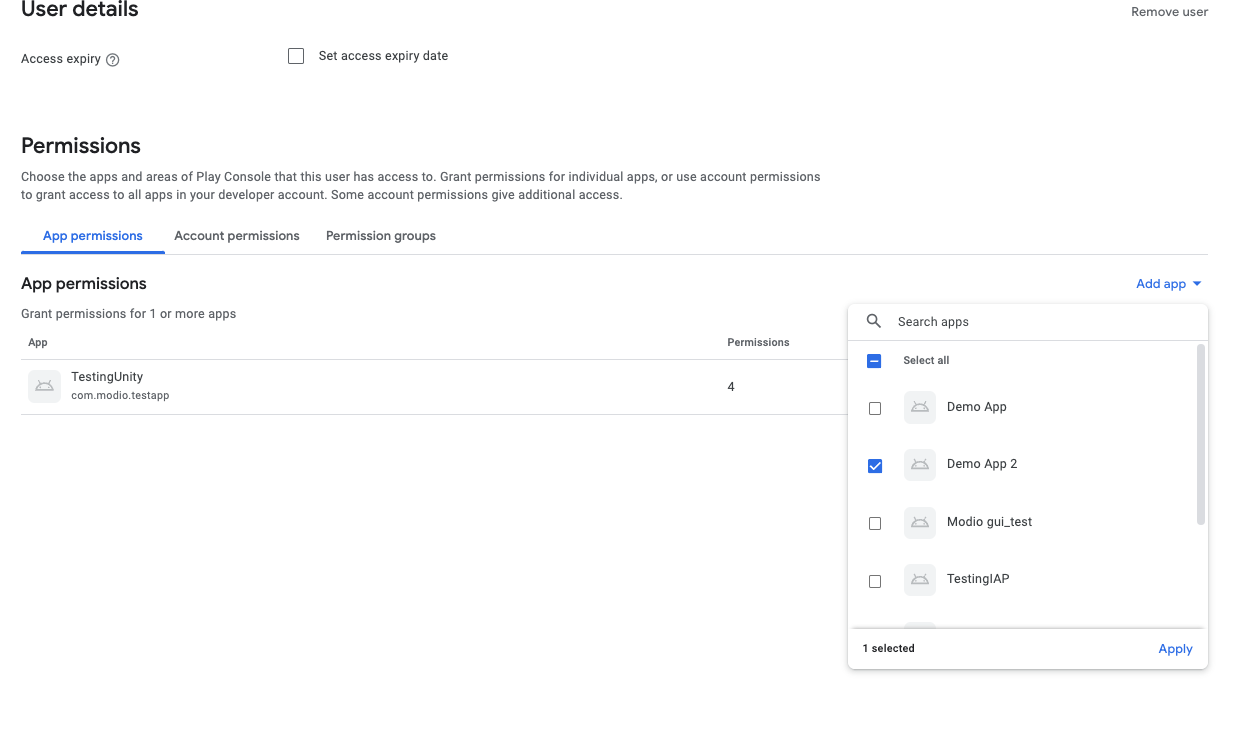 User details
Remove user
Access expiry
Set access expiry date
Permissions
Choose the apps and areas of Play Console that this user has access to. Grant permissions for individual apps, or use account permissions
to grant access to all apps in your developer account. Some account permissions give additional access.
App permissions
Account permissions
Permission groups
App permissions
Add app
Grant permissions for 1 or more apps
App
Permissions
TestingUnity
com.modio.testapp
4
Search apps
Select all
Demo App
Demo App 2
Modio gui_test
TestingIAP
1 selected
Apply